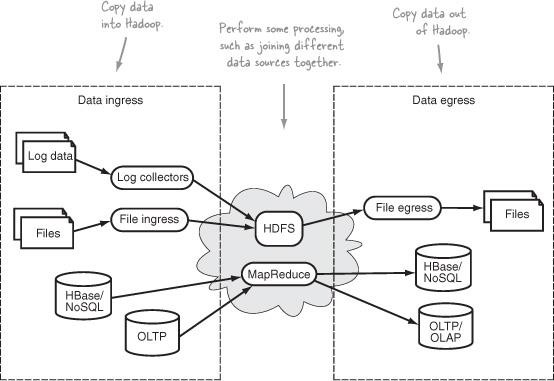 Copy data
into Hadoop.
Perform some processing,
such as joining different
data sources together.
Copy data out
of Hadoop.
Data ingress
Data egress
Log data
Log collectors
Files
File ingress
HDFS
File egress
Files
HBase/
NoSQL
MapReduce
HBase/
NoSQL
OLTP
OLTP/
OLAP